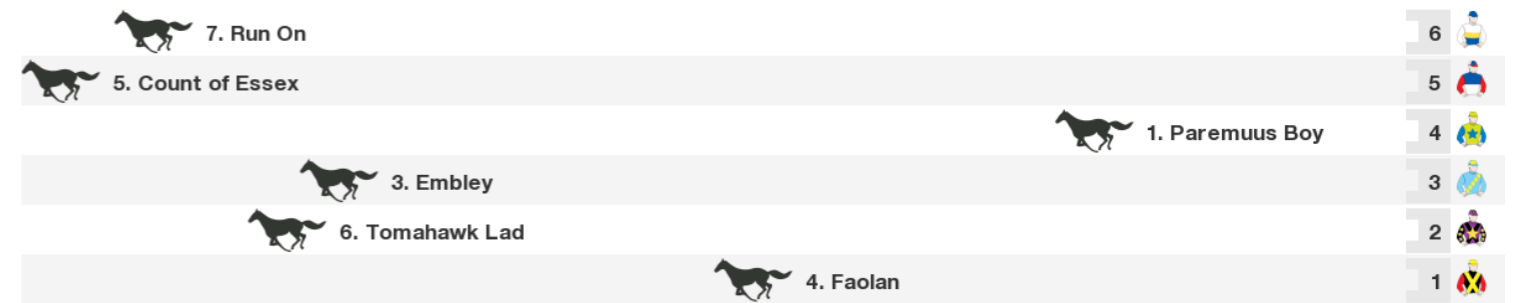 7. Run On 6
5. Count of Essex 5
1. Paremuus Boy 4
3. Embley 3
6. Tomahawk Lad 2
4. Faolan 1